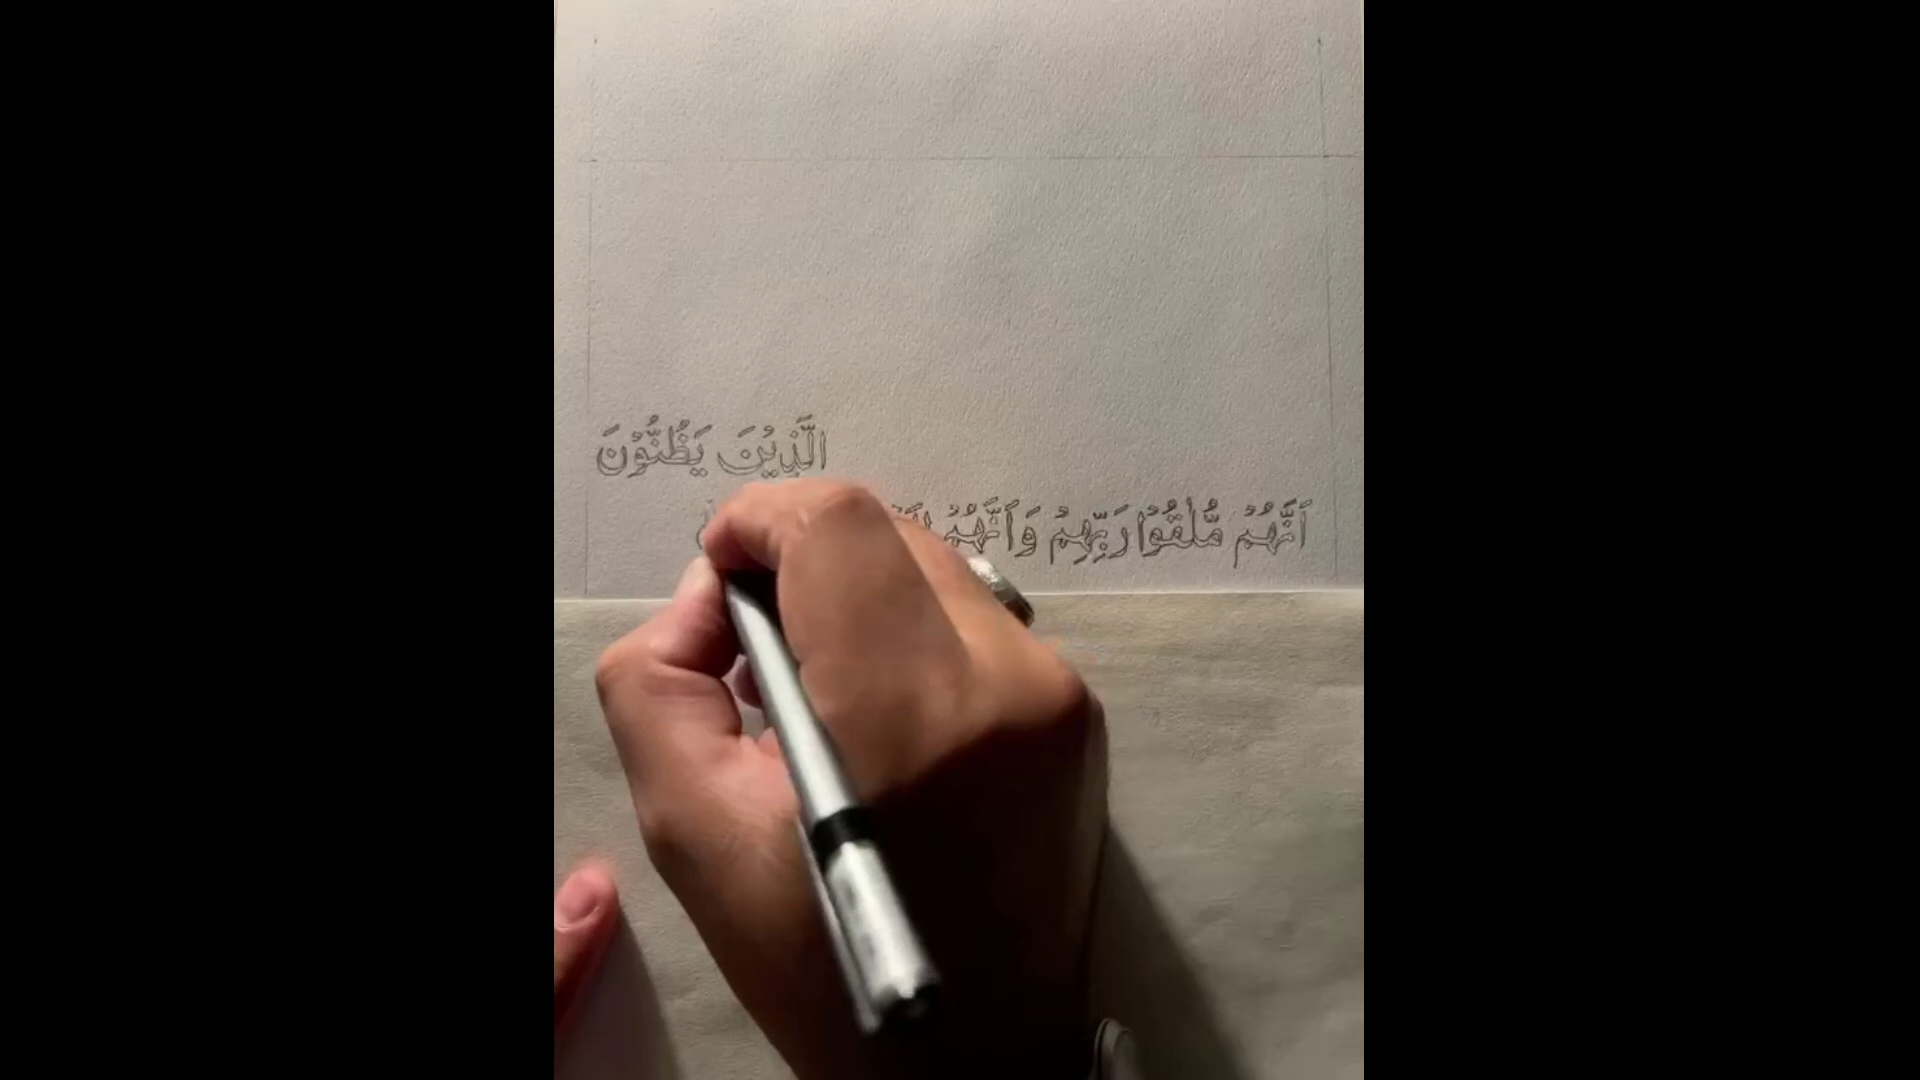 الَّذِيْنَ يَظُنُّوْنَ
اَنَّهُمْ مُّلٰقُوْا رَبِّهِمْ وَاَنَّهُمْ